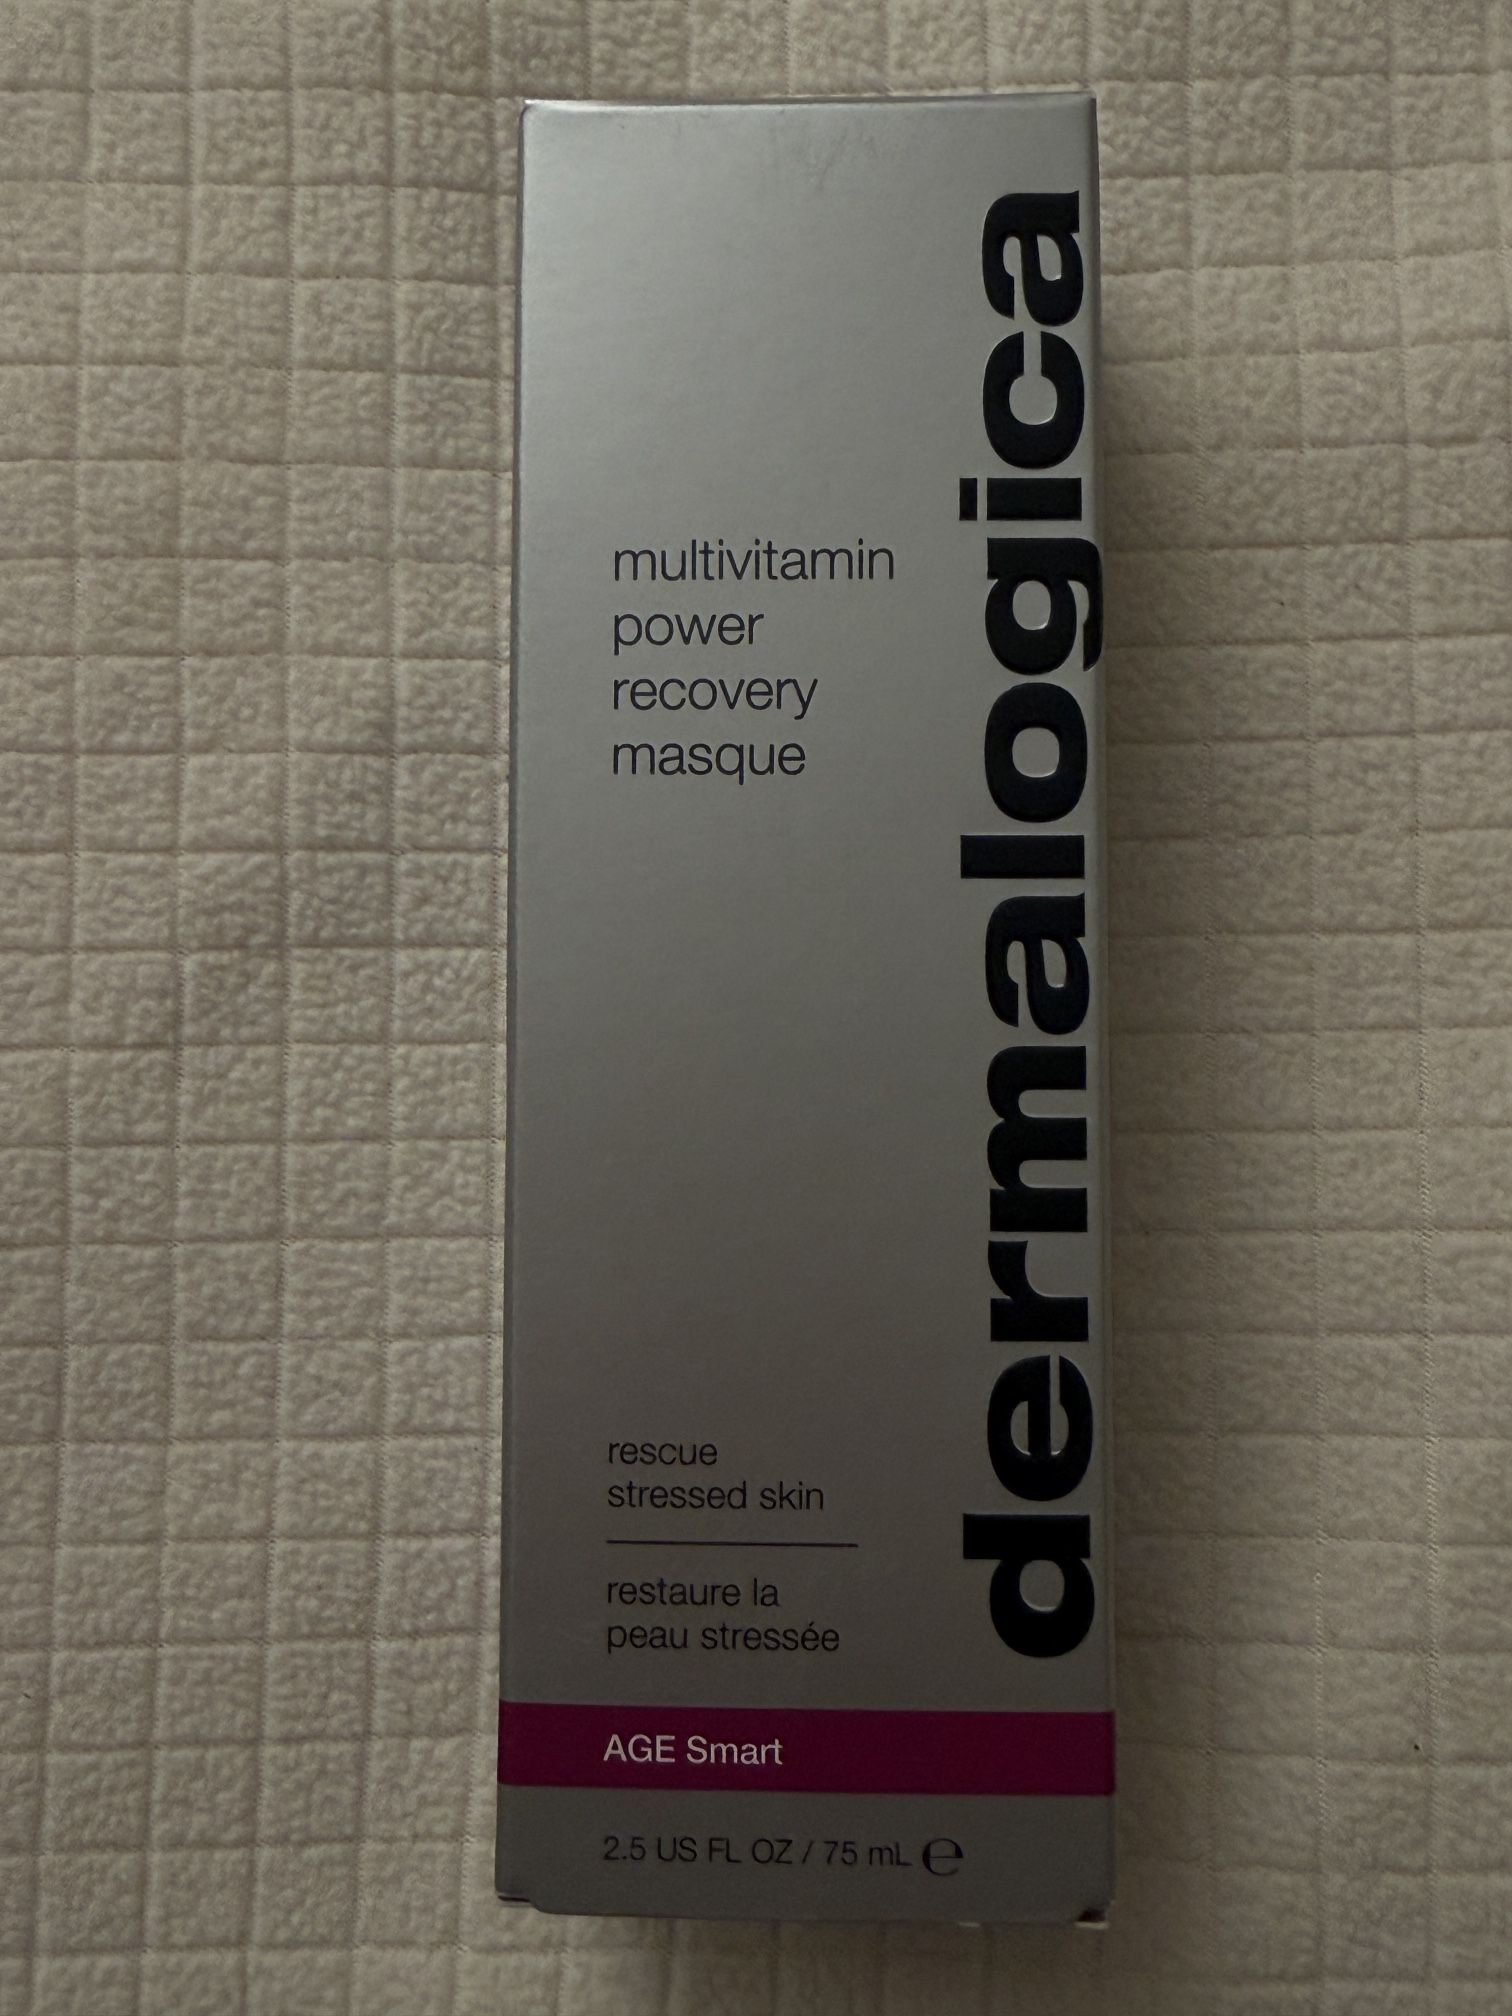 dermalogica
multivitamin
power
recovery
masque
rescue
stressed skin
restaure la
peau stressée
AGE Smart
2.5 US FL OZ / 75 mL ℮